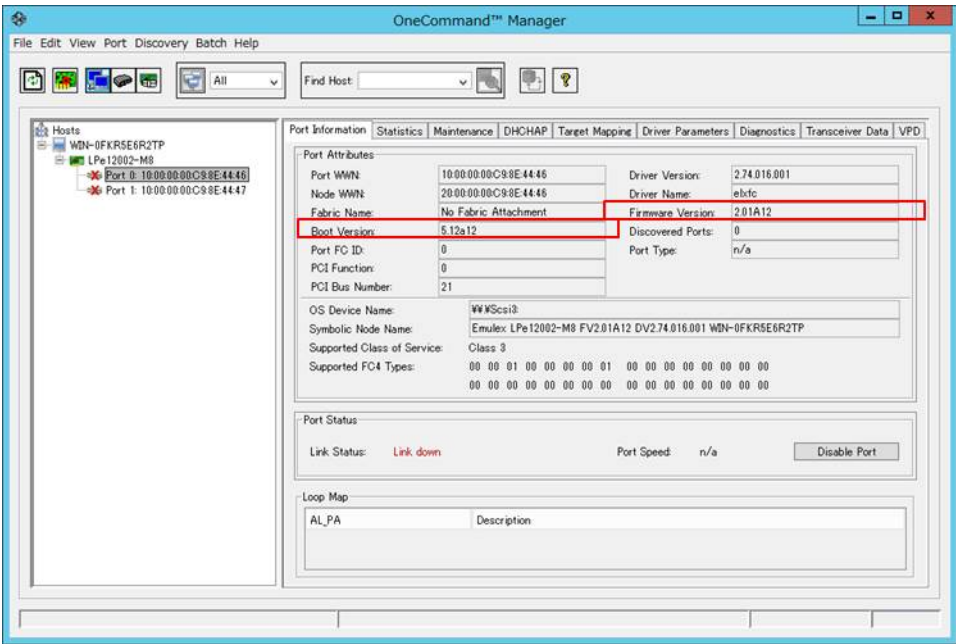 OneCommand™ Manager
File Edit View Port Discovery Batch Help
All
Find Host:
Hosts
WIN-0FKR5E6R2TP
LPe12002-M8
Port 0: 10:00:00:00:C9:8E:44:46
Port 1: 10:00:00:00:C9:8E:44:47
Port Information Statistics Maintenance DHCHAP Target Mapping Driver Parameters Diagnostics Transceiver Data VPD
Port Attributes
Port WWN: 10:00:00:00:C9:8E:44:46 Driver Version: 2.74.016.001
Node WWN: 20:00:00:00:C9:8E:44:46 Driver Name: elxfc
Fabric Name: No Fabric Attachment Firmware Version: 2.01A12
Boot Version: 5.12a12 Discovered Ports: 0
Port FC ID: 0 Port Type: n/a
PCI Function: 0
PCI Bus Number: 21
OS Device Name: ¥¥.¥Scsi3:
Symbolic Node Name: Emulex LPe12002-M8 FV2.01A12 DV2.74.016.001 WIN-0FKR5E6R2TP
Supported Class of Service: Class 3
Supported FC4 Types: 00 00 01 00 00 00 00 01 00 00 00 00 00 00 00 00
00 00 00 00 00 00 00 00 00 00 00 00 00 00 00 00
Port Status
Link Status: Link down Port Speed: n/a Disable Port
Loop Map
AL_PA Description